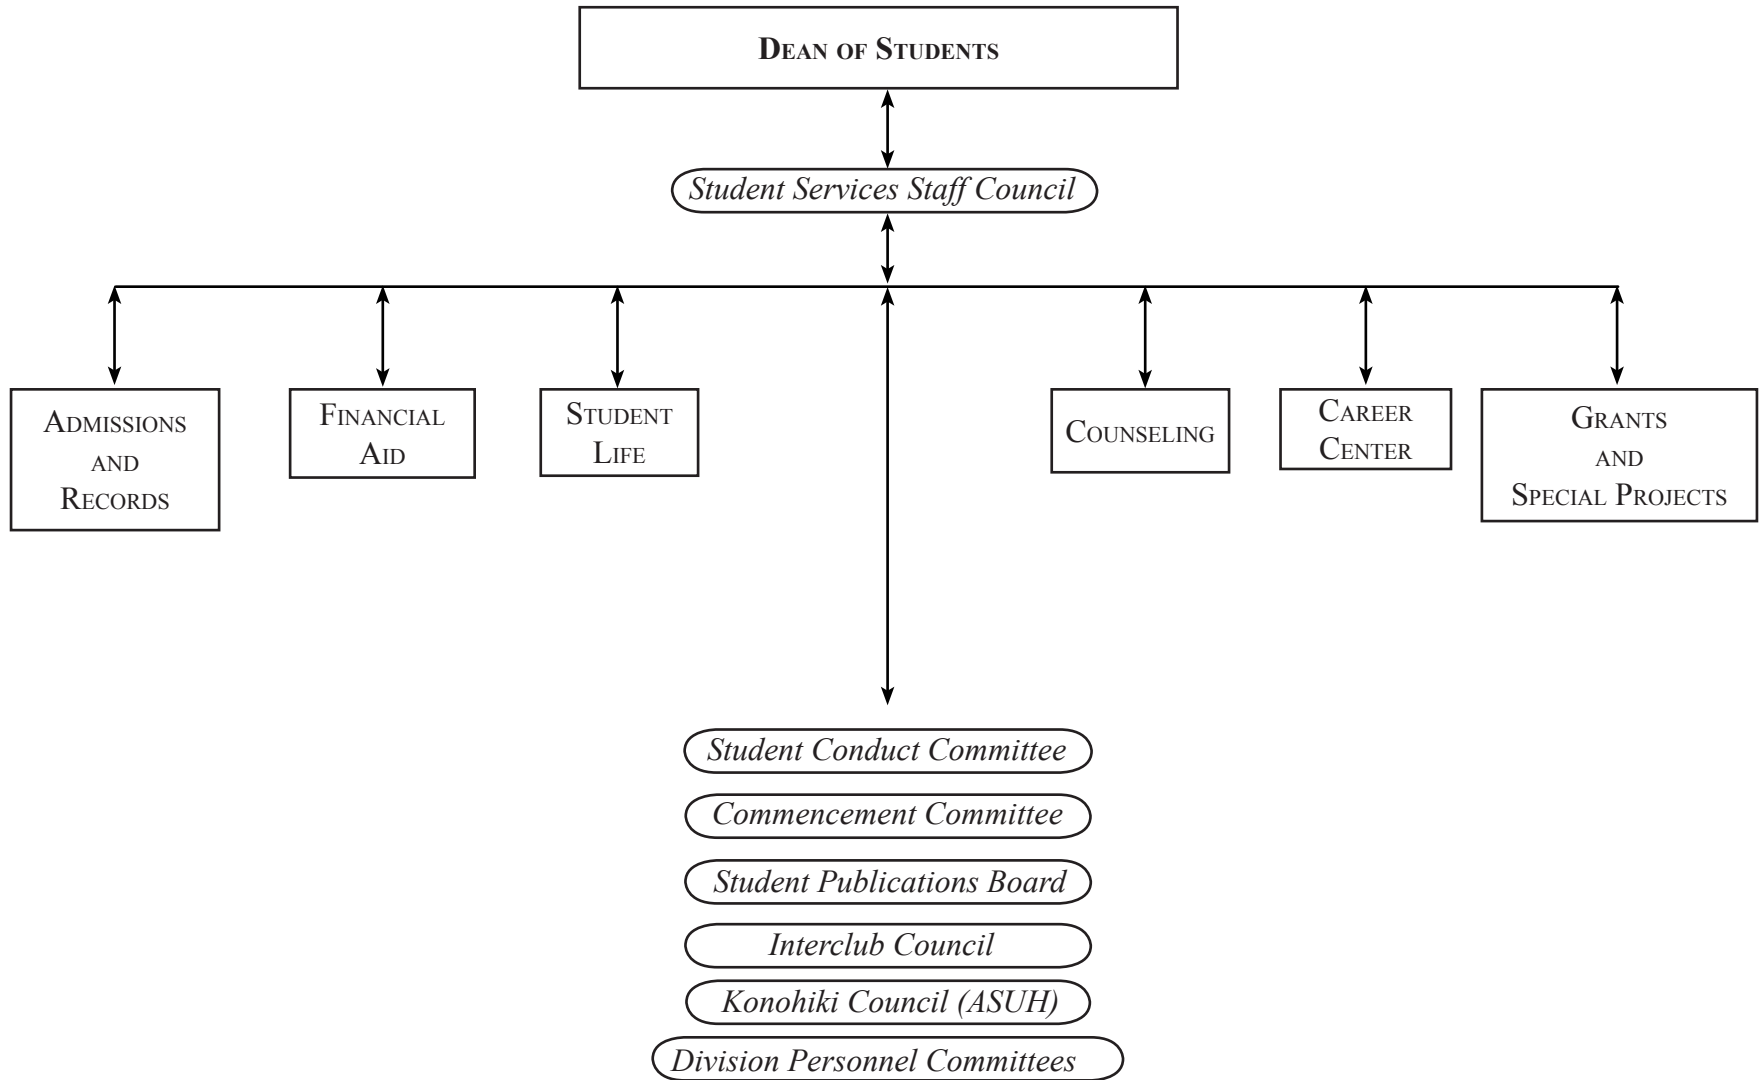 DEAN OF STUDENTS
Student Services Staff Council
ADMISSIONS
AND
RECORDS
FINANCIAL
AID
STUDENT
LIFE
COUNSELING
CAREER
CENTER
GRANTS
AND
SPECIAL PROJECTS
Student Conduct Committee
Commencement Committee
Student Publications Board
Interclub Council
Konohiki Council (ASUH)
Division Personnel Committees